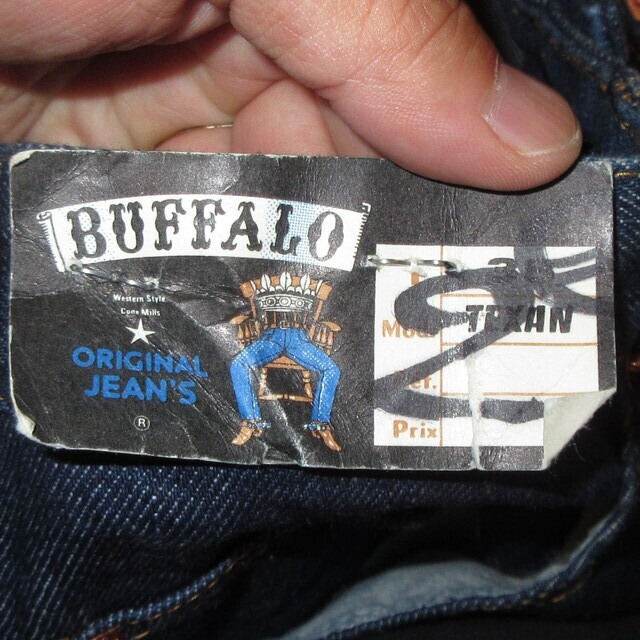 BUFFALO
Western Style
Cone Mills
ORIGINAL
JEAN'S
®
TEXAN
Prix